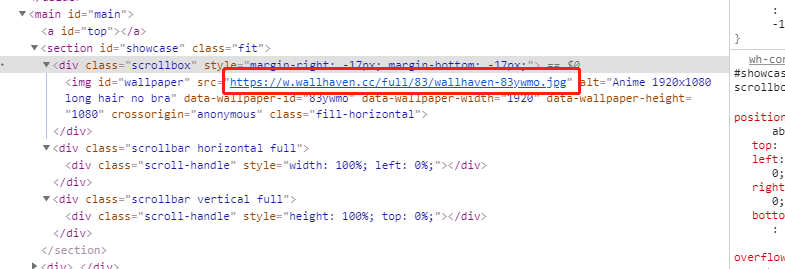 </aside>
▼<main id="main">
<a id="top"></a>
▼<section id="showcase" class="fit">
▼<div class="scrollbox" style="margin-right: -17px; margin-bottom: -17px;"> == $0
<img id="wallpaper" src="https://w.wallhaven.cc/full/83/wallhaven-83ywmo.jpg" alt="Anime 1920x1080
long hair no bra" data-wallpaper-id="83ywmo" data-wallpaper-width="1920" data-wallpaper-height=
"1080" crossorigin="anonymous" class="fill-horizontal">
</div>
▼<div class="scrollbar horizontal full">
<div class="scroll-handle" style="width: 100%; left: 0%;"></div>
</div>
▼<div class="scrollbar vertical full">
<div class="scroll-handle" style="height: 100%; top: 0%;"></div>
</div>
</section>
▶<div> </div>
:
-1
}
wh-con
#showcas
scrollbo
position
ab
top:
left:
0;
right
0;
botto
:
overflow